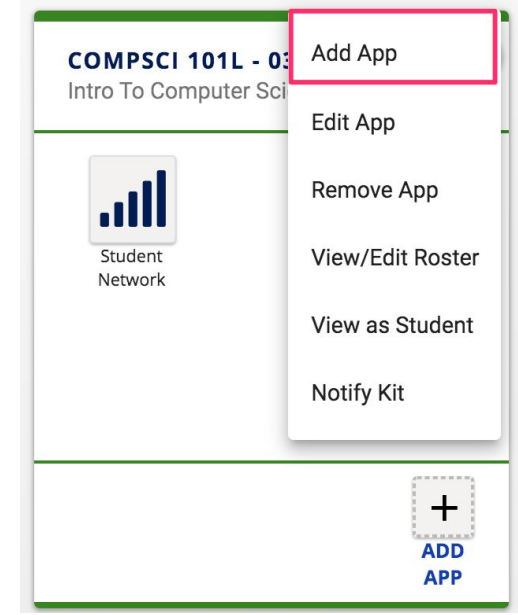 COMPSCI 101L - 03
Intro To Computer Sci
Add App
Edit App
Remove App
View/Edit Roster
View as Student
Notify Kit
Student
Network
ADD
APP